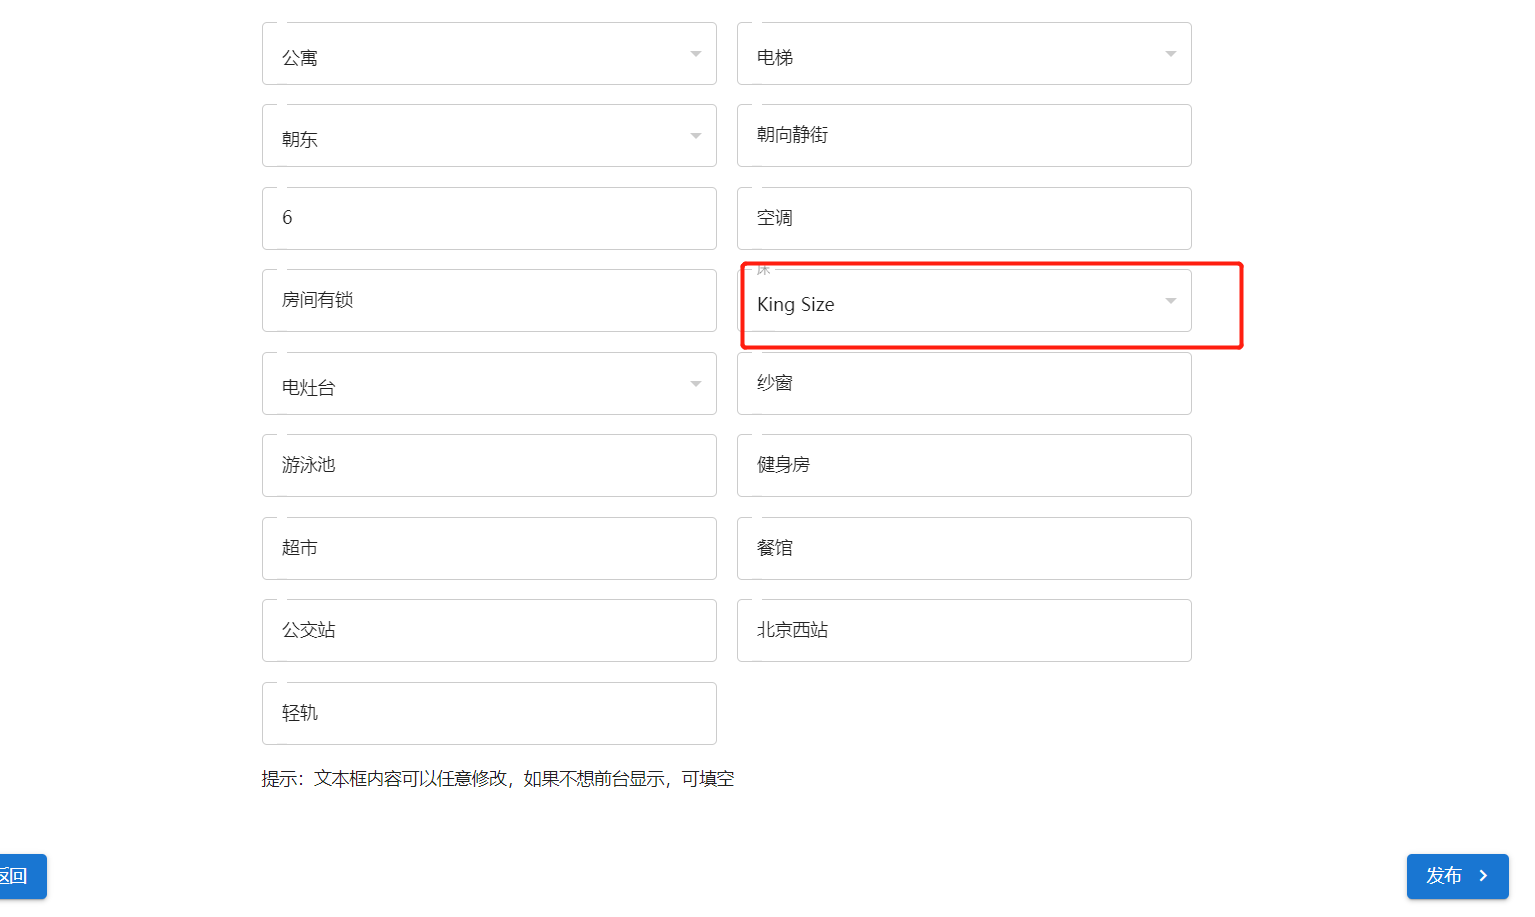 公寓
电梯
朝东
朝向静街
6
空调
房间有锁
床
King Size
电灶台
纱窗
游泳池
健身房
超市
餐馆
公交站
北京西站
轻轨
提示：文本框内容可以任意修改，如果不想前台显示，可填空
返回
发布